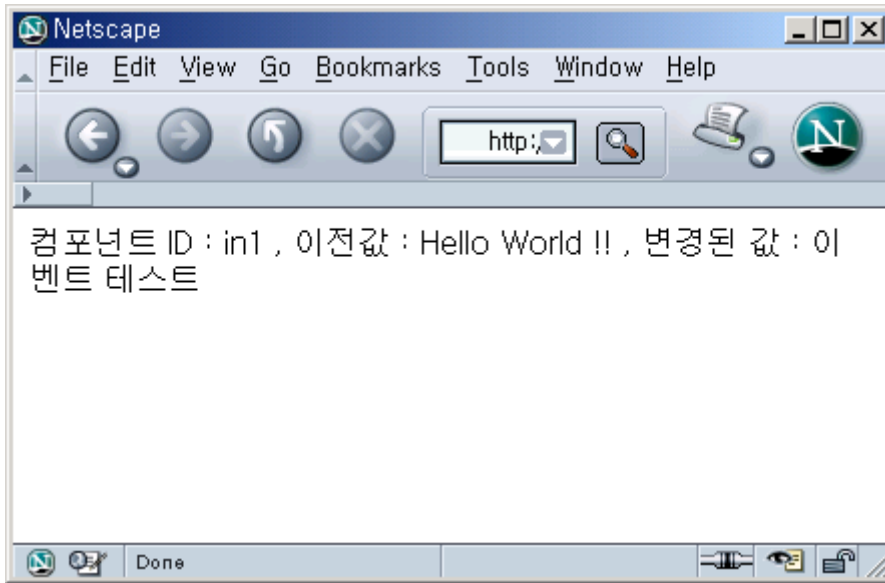 Netscape
File Edit View Go Bookmarks Tools Window Help
http:/
N
컴포넌트 ID : in1 , 이전값 : Hello World !! , 변경된 값 : 이
벤트 테스트
Done